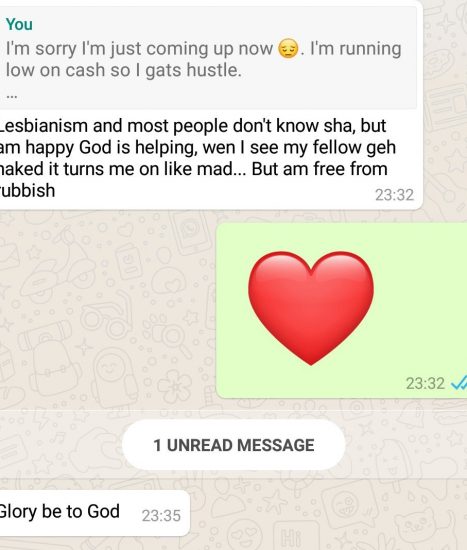 You
I'm sorry I'm just coming up now 😔. I'm running
low on cash so I gats hustle.
...
Lesbianism and most people don't know sha, but
am happy God is helping, wen I see my fellow geh
naked it turns me on like mad... But am free from
rubbish
23:32
23:32
1 UNREAD MESSAGE
Glory be to God 23:35
Hi